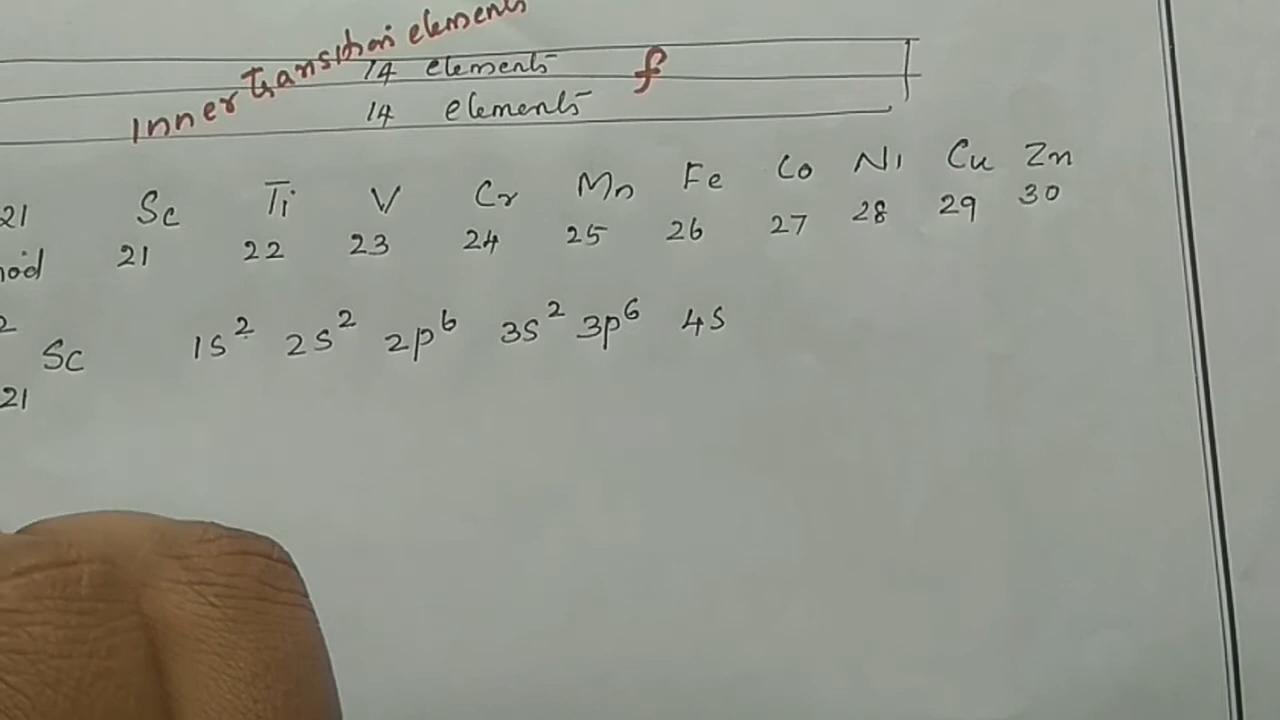 Inner transition elements
14 elements f
14 elements
21 Sc Ti V Cr Mn Fe Co Ni Cu Zn
21 22 23 24 25 26 27 28 29 30
2 Sc 1s² 2s² 2p⁶ 3s² 3p⁶ 4s
21